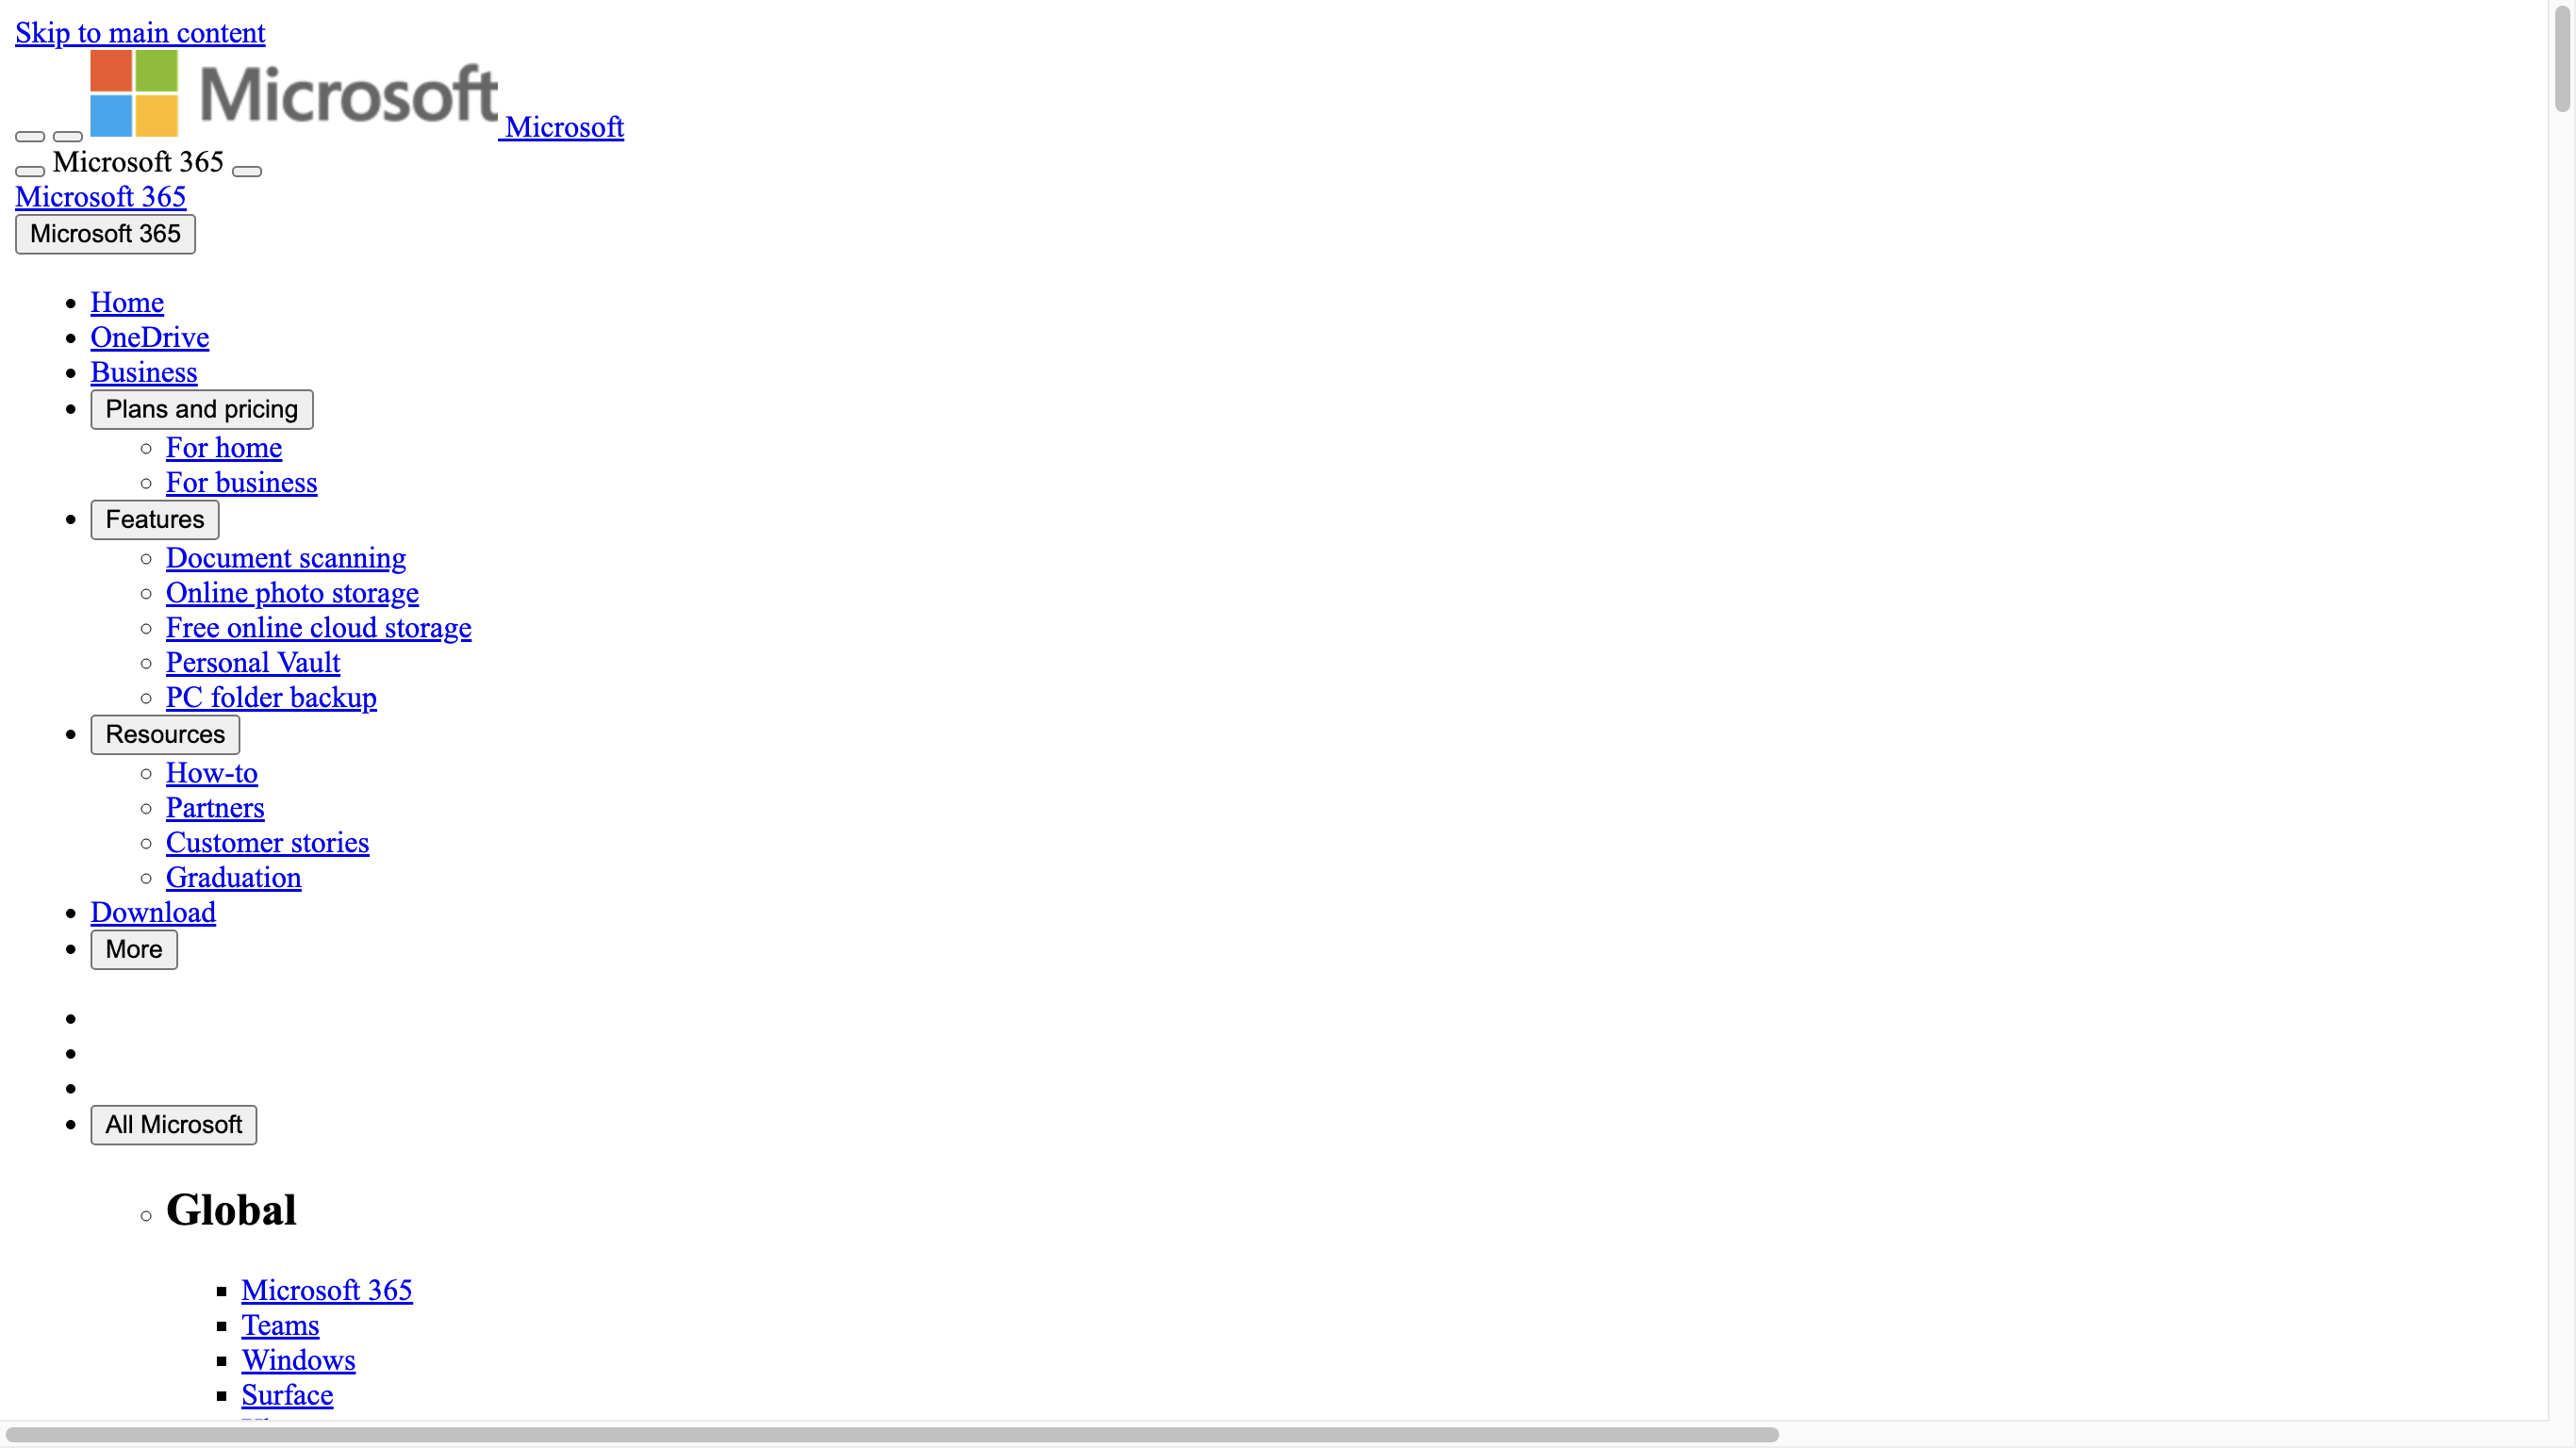 Skip to main content
Microsoft Microsoft
Microsoft 365
Microsoft 365
Microsoft 365
Home
OneDrive
Business
Plans and pricing
For home
For business
Features
Document scanning
Online photo storage
Free online cloud storage
Personal Vault
PC folder backup
Resources
How-to
Partners
Customer stories
Graduation
Download
More
All Microsoft
Global
Microsoft 365
Teams
Windows
Surface